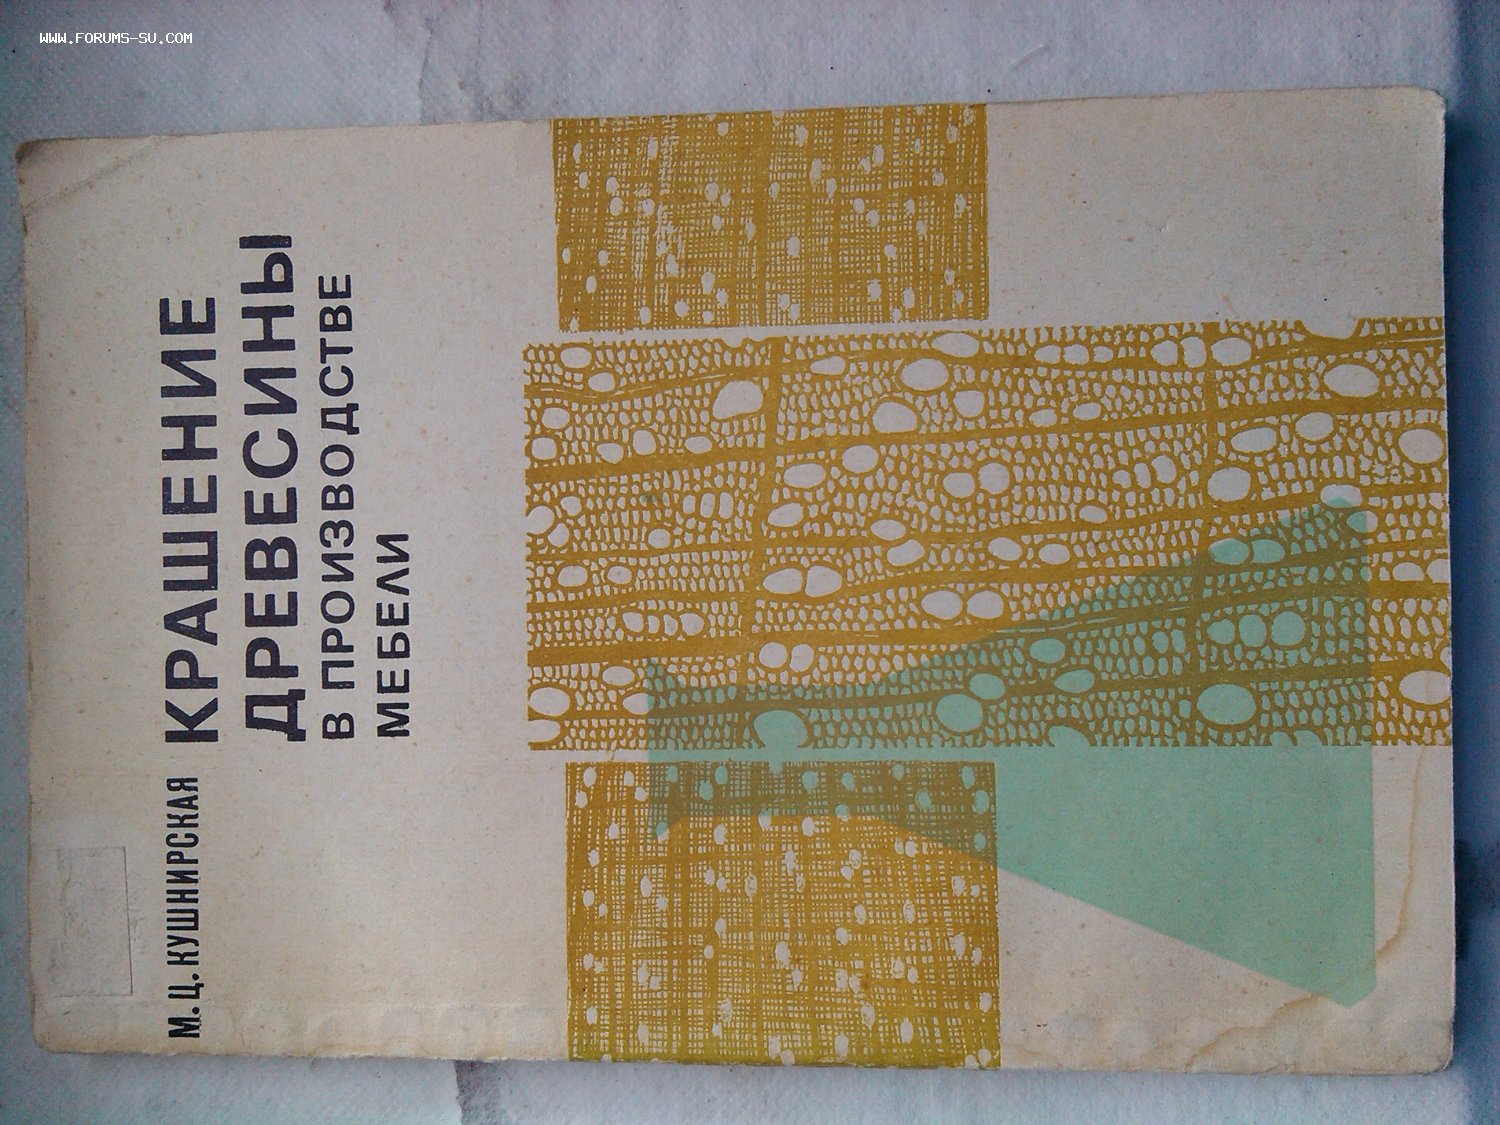 WWW.FORUMS-SU.COM
М. Ц. КУШНИРСКАЯ
КРАШЕНИЕ
ДРЕВЕСИНЫ
В ПРОИЗВОДСТВЕ
МЕБЕЛИ